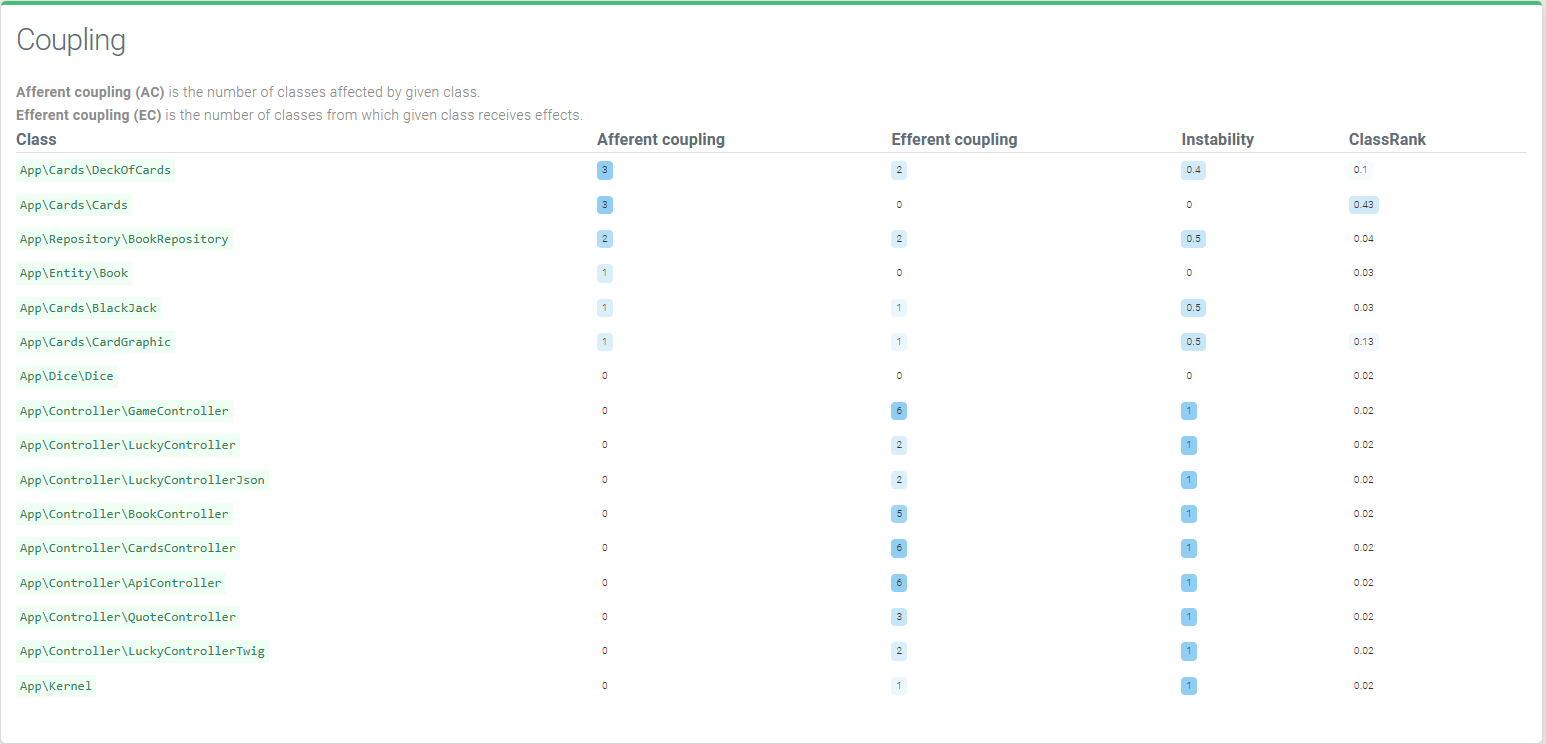 Coupling
Afferent coupling (AC) is the number of classes affected by given class.
Efferent coupling (EC) is the number of classes from which given class receives effects.
Class Afferent coupling Efferent coupling Instability ClassRank
App\Cards\DeckOfCards 3 2 0.4 0.1
App\Cards\Cards 3 0 0 0.43
App\Repository\BookRepository 2 2 0.5 0.04
App\Entity\Book 1 0 0 0.03
App\Cards\BlackJack 1 1 0.5 0.03
App\Cards\CardGraphic 1 1 0.5 0.13
App\Dice\Dice 0 0 0 0.02
App\Controller\GameController 0 6 1 0.02
App\Controller\LuckyController 0 2 1 0.02
App\Controller\LuckyControllerJson 0 2 1 0.02
App\Controller\BookController 0 5 1 0.02
App\Controller\CardsController 0 6 1 0.02
App\Controller\ApiController 0 6 1 0.02
App\Controller\QuoteController 0 3 1 0.02
App\Controller\LuckyControllerTwig 0 2 1 0.02
App\Kernel 0 1 1 0.02